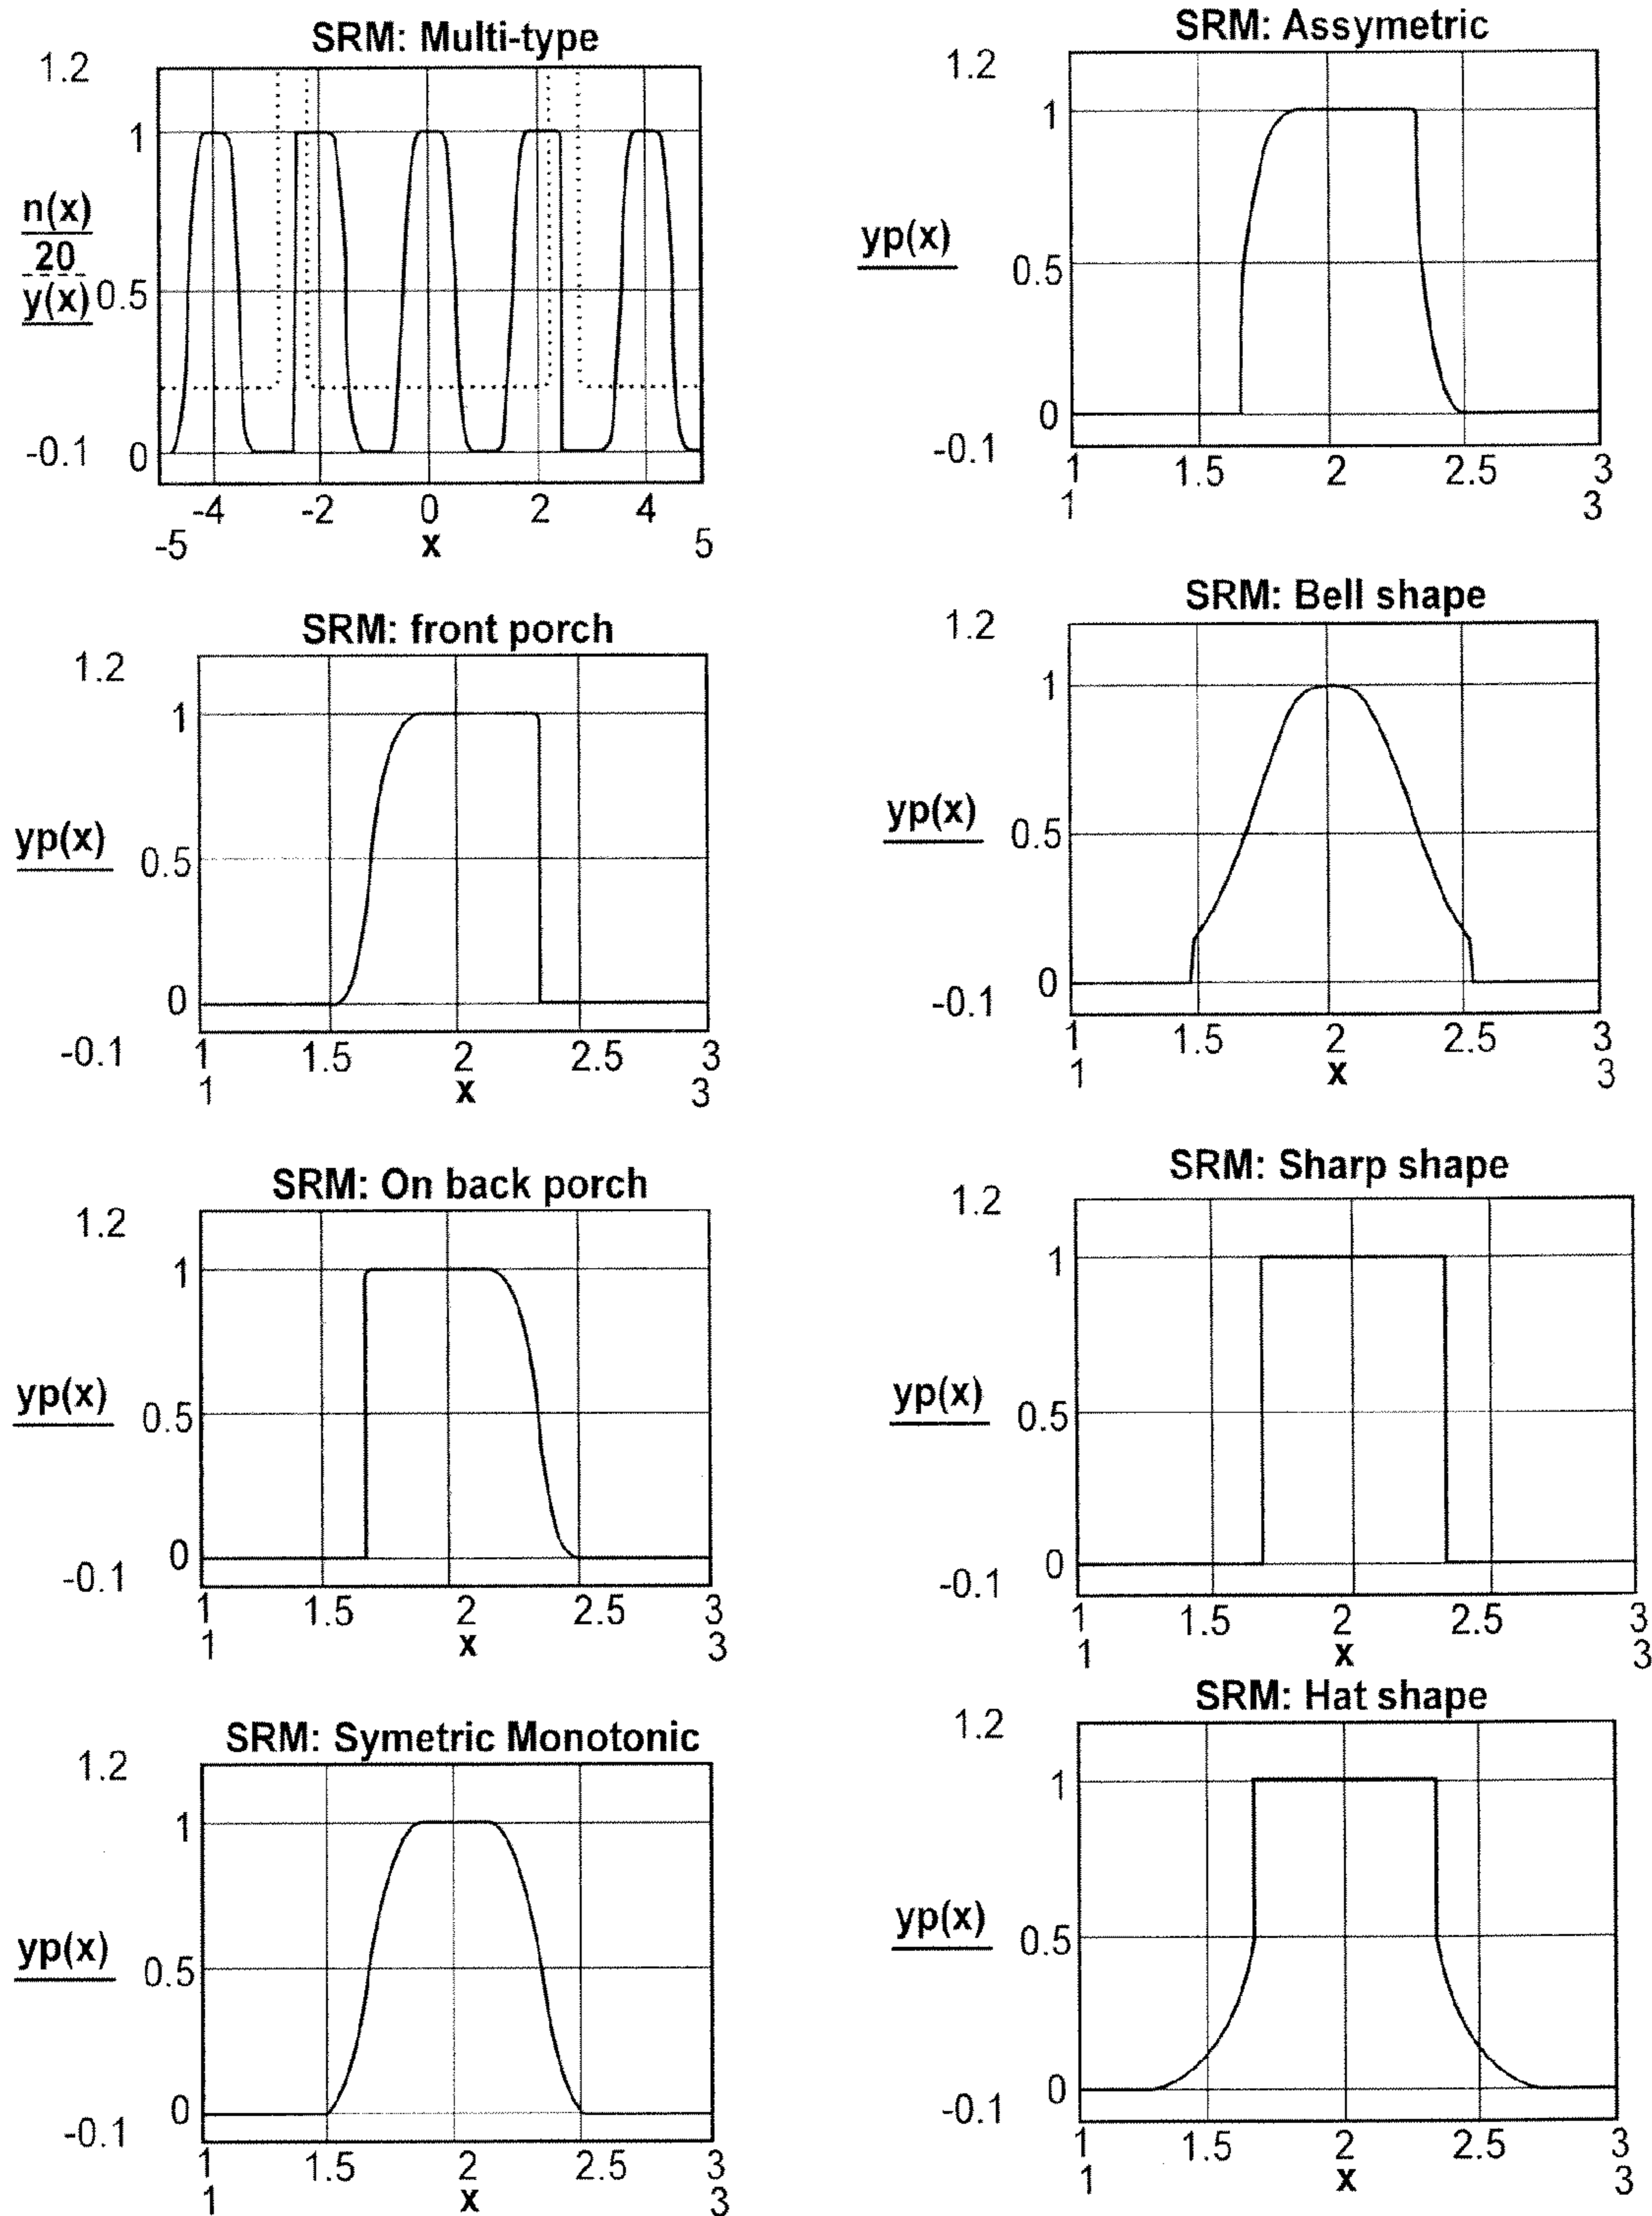 SRM: Multi-type
1.2
1
n(x)
20
y(x)
0.5
0
-0.1
-4 -2 0 2 4
-5 x 5
SRM: Assymetric
1.2
1
yp(x)
0.5
0
-0.1
1 1.5 2 2.5 3
1 3
SRM: front porch
1.2
1
yp(x)
0.5
0
-0.1
1 1.5 2 2.5 3
1 x 3
SRM: Bell shape
1.2
1
yp(x)
0.5
0
-0.1
1 1.5 2 2.5 3
1 x 3
SRM: On back porch
1.2
1
yp(x)
0.5
0
-0.1
1 1.5 2 2.5 3
1 x 3
SRM: Sharp shape
1.2
1
yp(x)
0.5
0
-0.1
1 1.5 2 2.5 3
1 x 3
SRM: Symetric Monotonic
1.2
1
yp(x)
0.5
0
-0.1
1 1.5 2 2.5 3
1 x 3
SRM: Hat shape
1.2
1
yp(x)
0.5
0
-0.1
1 1.5 2 2.5 3
1 x 3